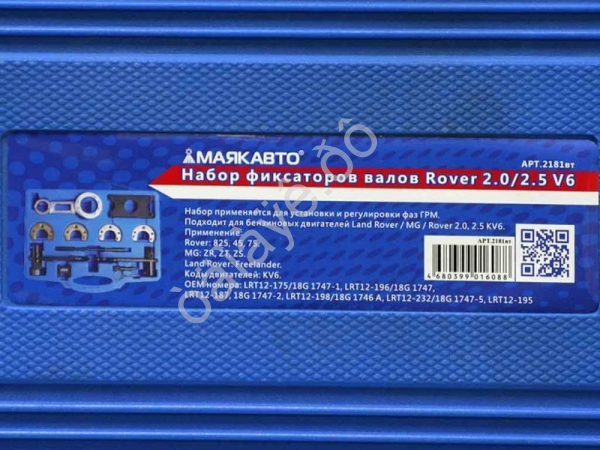 МАЯКАВТО®
АРТ.2181вт
Набор фиксаторов валов Rover 2.0/2.5 V6
Набор применяется для установки и регулировки фаз ГРМ.
Подходит для бензиновых двигателей Land Rover / MG / Rover 2.0, 2.5 KV6.
Применение:
Rover: 825, 45, 75.
MG: ZR, ZT, ZS.
Land Rover: Freelander.
Коды двигателей: KV6.
OEM номера: LRT12-175/18G 1747-1, LRT12-196/18G 1747,
LRT12-187, 18G 1747-2, LRT12-198/18G 1746 A, LRT12-232/18G 1747-5, LRT12-195
АРТ.2181вт
4 680399 016088